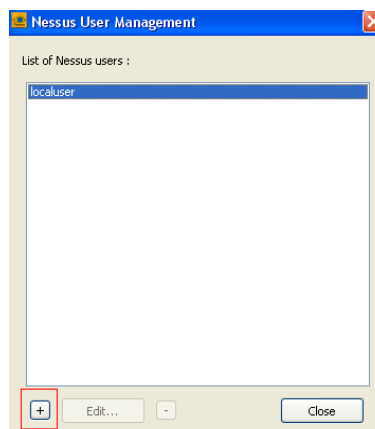 Nessus User Management
List of Nessus users :
localuser
+ Edit... - Close